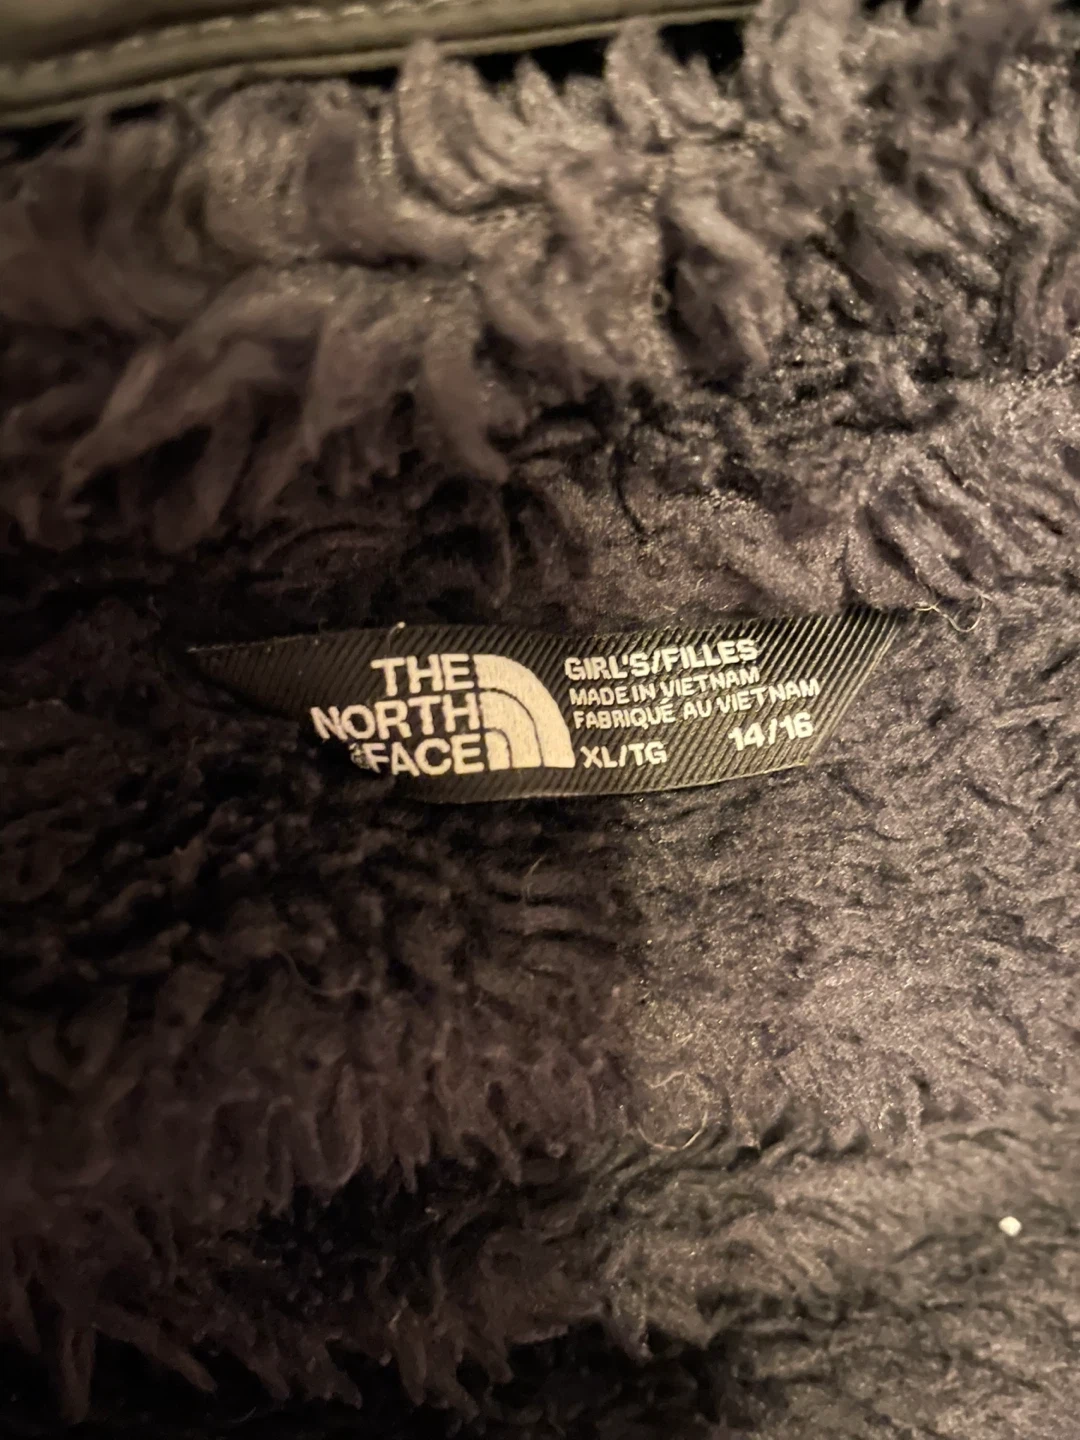 THE
NORTH
FACE
GIRL'S/FILLES
MADE IN VIETNAM
FABRIQUÉ AU VIETNAM
XL/TG 14/16